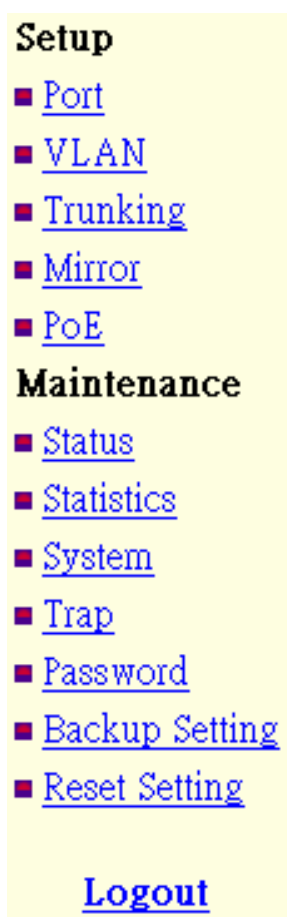 Setup
Port
VLAN
Trunking
Mirror
PoE
Maintenance
Status
Statistics
System
Trap
Password
Backup Setting
Reset Setting
Logout